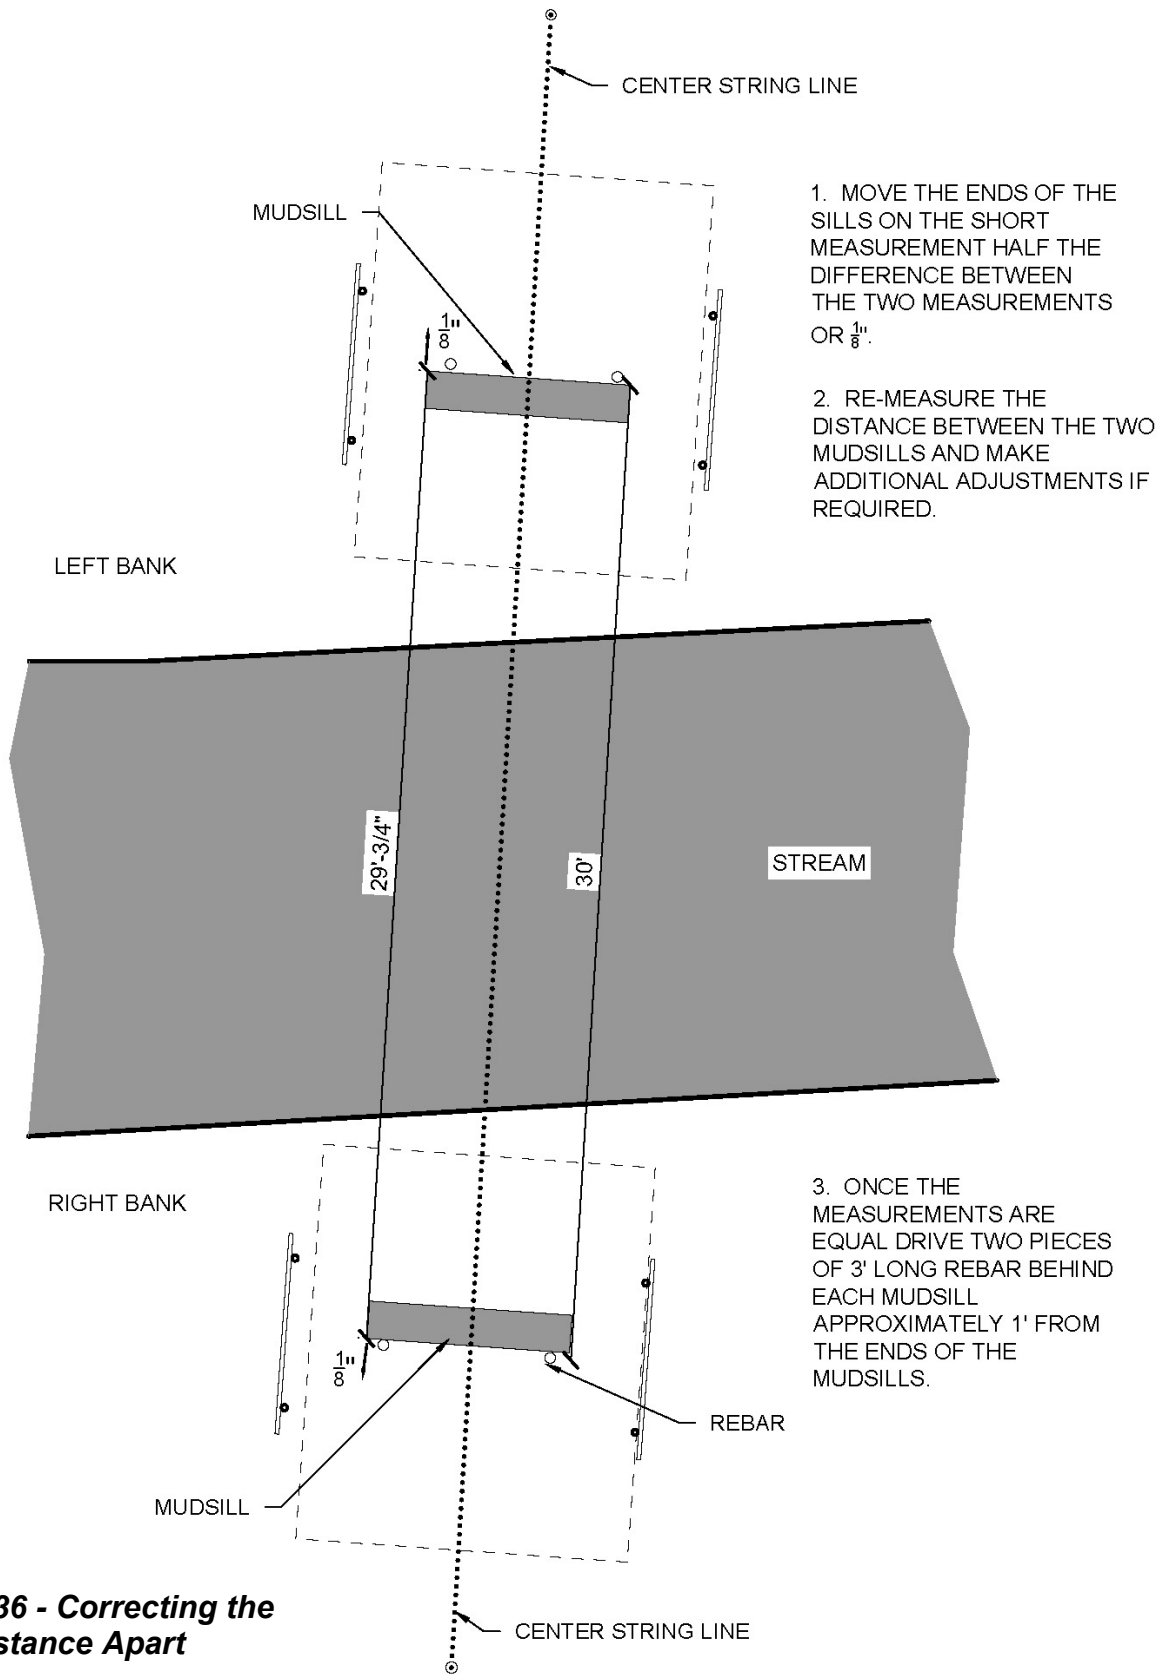 CENTER STRING LINE
MUDSILL
1. MOVE THE ENDS OF THE
SILLS ON THE SHORT
MEASUREMENT HALF THE
DIFFERENCE BETWEEN
THE TWO MEASUREMENTS
OR 1/8".
1/8"
2. RE-MEASURE THE
DISTANCE BETWEEN THE TWO
MUDSILLS AND MAKE
ADDITIONAL ADJUSTMENTS IF
REQUIRED.
LEFT BANK
29'-3/4"
30'
STREAM
RIGHT BANK
3. ONCE THE
MEASUREMENTS ARE
EQUAL DRIVE TWO PIECES
OF 3' LONG REBAR BEHIND
EACH MUDSILL
APPROXIMATELY 1' FROM
THE ENDS OF THE
MUDSILLS.
1/8"
REBAR
MUDSILL
36 - Correcting the
stance Apart
CENTER STRING LINE